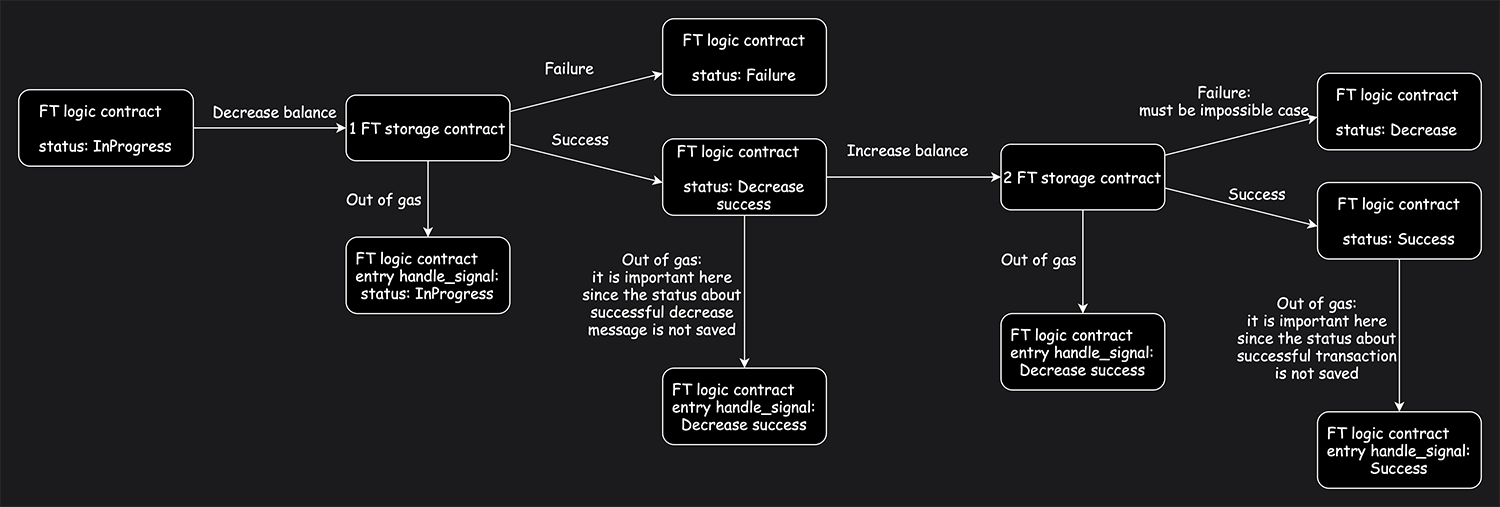 FT logic contract
status: InProgress
Decrease balance
1 FT storage contract
Failure
FT logic contract
status: Failure
Success
FT logic contract
status: Decrease
success
Out of gas
FT logic contract
entry handle_signal:
status: InProgress
Out of gas:
it is important here
since the status about
successful decrease
message is not saved
FT logic contract
entry handle_signal:
Decrease success
Increase balance
2 FT storage contract
Failure:
must be impossible case
FT logic contract
status: Decrease
Success
FT logic contract
status: Success
Out of gas
FT logic contract
entry handle_signal:
Decrease success
Out of gas:
it is important here
since the status about
successful transaction
is not saved
FT logic contract
entry handle_signal:
Success